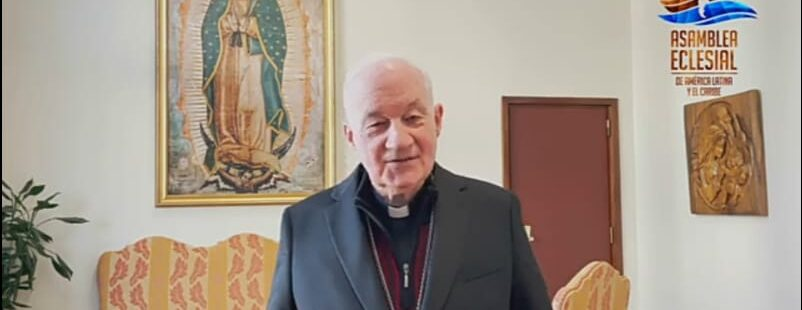 ASAMBLEA
ECLESIAL
DE AMÉRICA LATINA
Y EL CARIBE